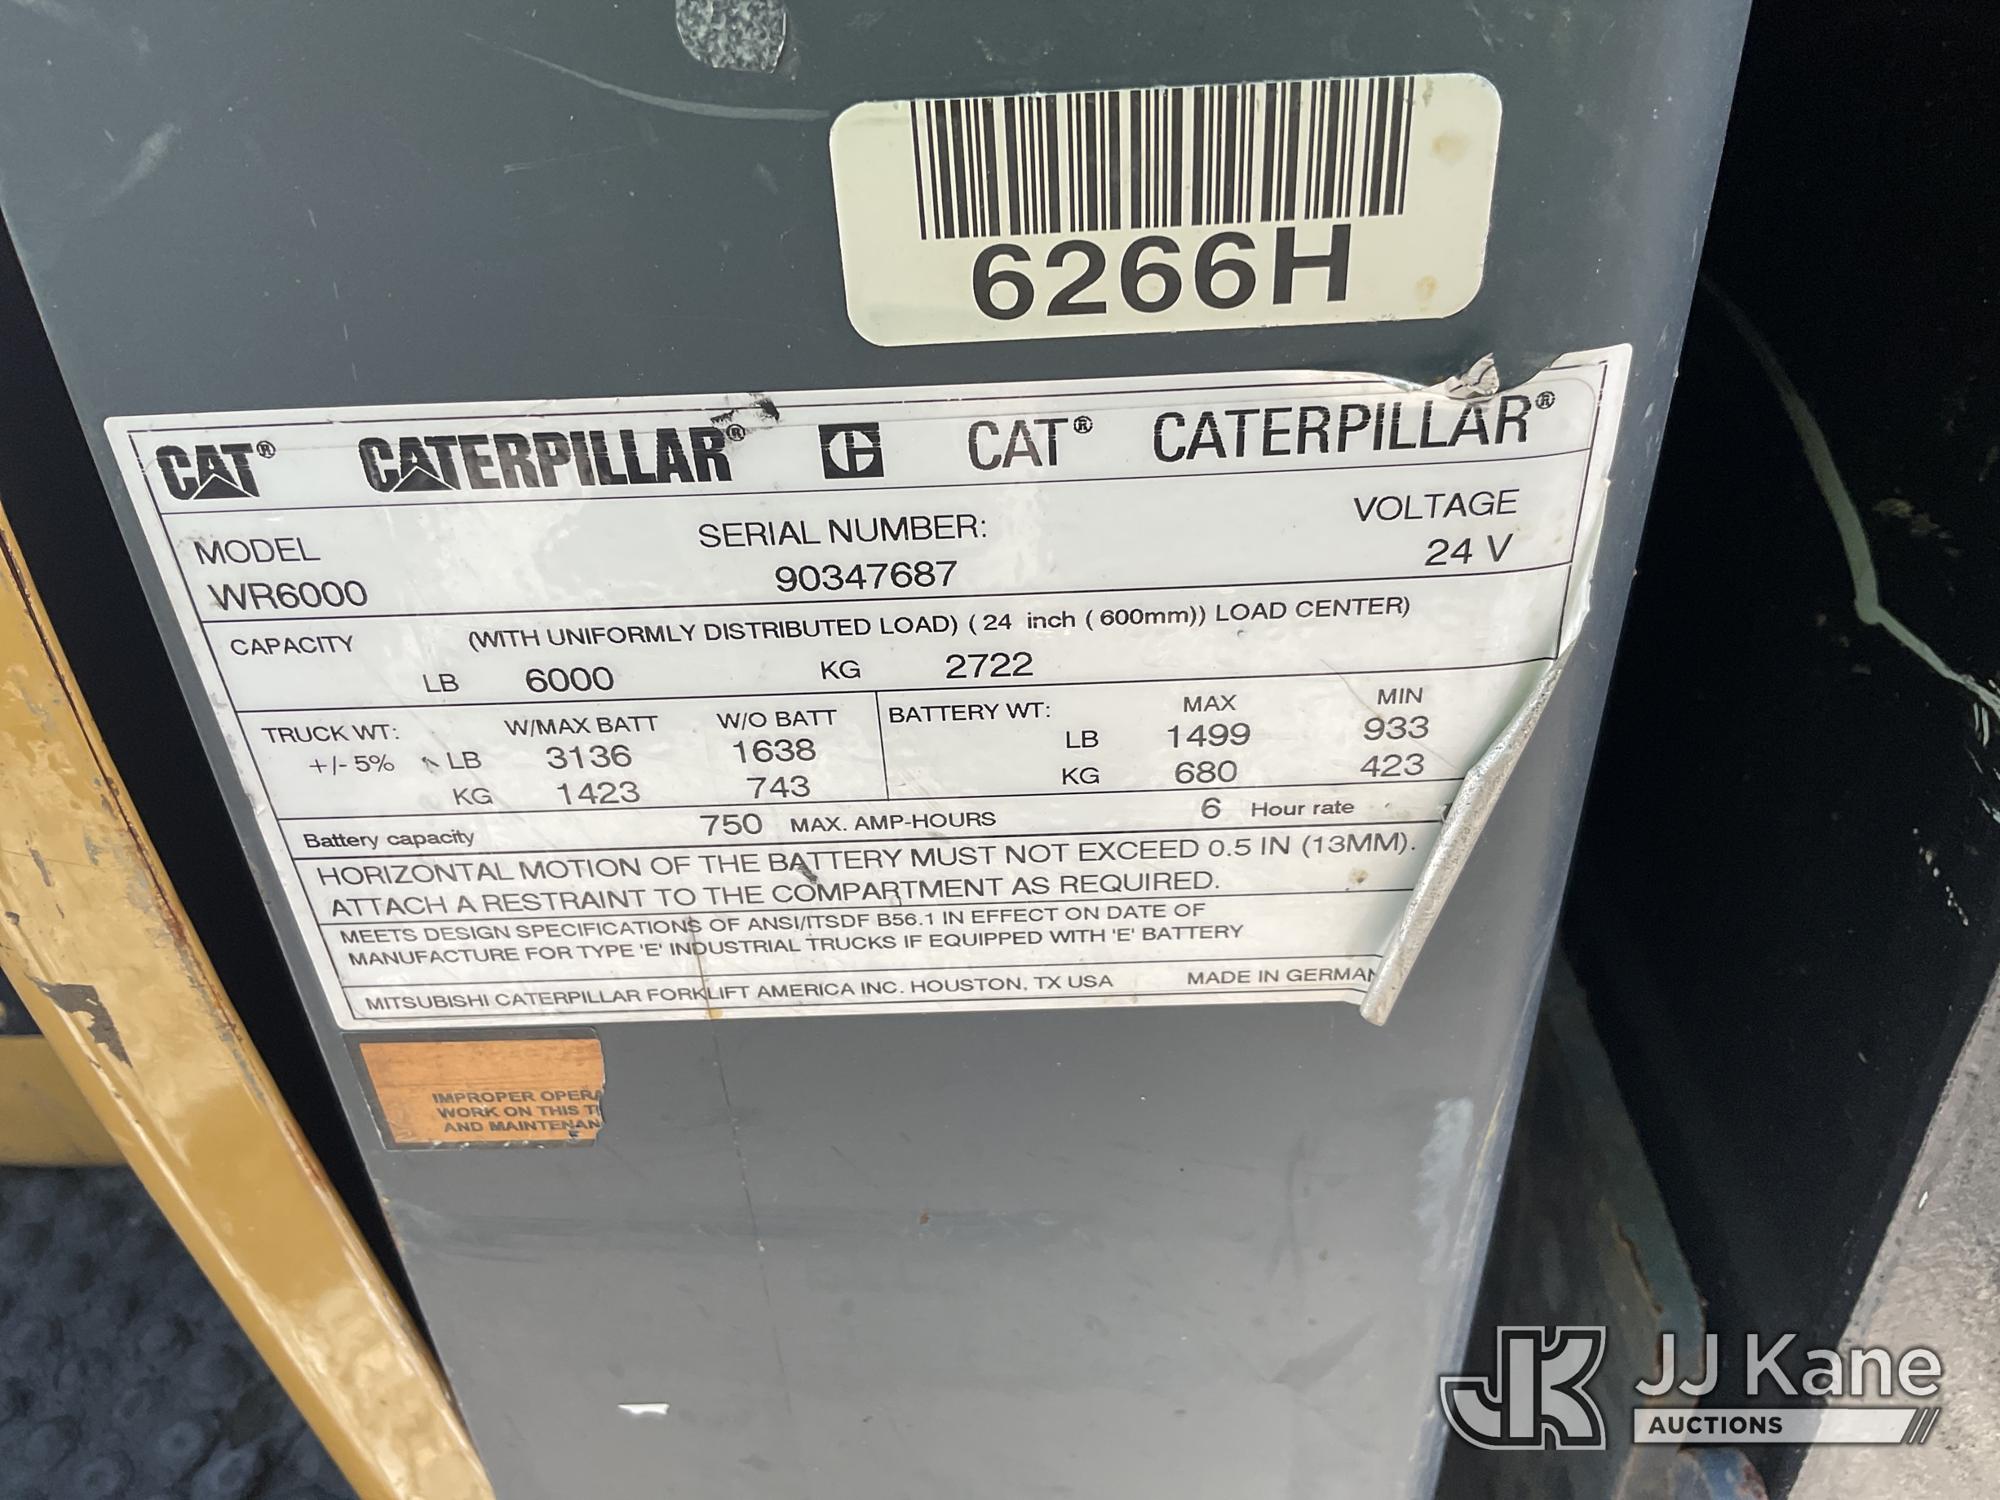 6266H
CAT® CATERPILLAR® CAT® CATERPILLAR®
MODEL SERIAL NUMBER: VOLTAGE
WR6000 90347687 24 V
CAPACITY (WITH UNIFORMLY DISTRIBUTED LOAD) ( 24 inch ( 600mm)) LOAD CENTER)
LB 6000 KG 2722
TRUCK WT: W/MAX BATT W/O BATT BATTERY WT: MAX MIN
+/- 5% LB 3136 1638 LB 1499 933
KG 1423 743 KG 680 423
Battery capacity 750 MAX. AMP-HOURS 6 Hour rate
HORIZONTAL MOTION OF THE BATTERY MUST NOT EXCEED 0.5 IN (13MM).
ATTACH A RESTRAINT TO THE COMPARTMENT AS REQUIRED.
MEETS DESIGN SPECIFICATIONS OF ANSI/ITSDF B56.1 IN EFFECT ON DATE OF
MANUFACTURE FOR TYPE 'E' INDUSTRIAL TRUCKS IF EQUIPPED WITH 'E' BATTERY
MITSUBISHI CATERPILLAR FORKLIFT AMERICA INC. HOUSTON, TX USA MADE IN GERMAN
IMPROPER OPERA
WORK ON THIS T
AND MAINTENAN
JK JJ Kane
AUCTIONS